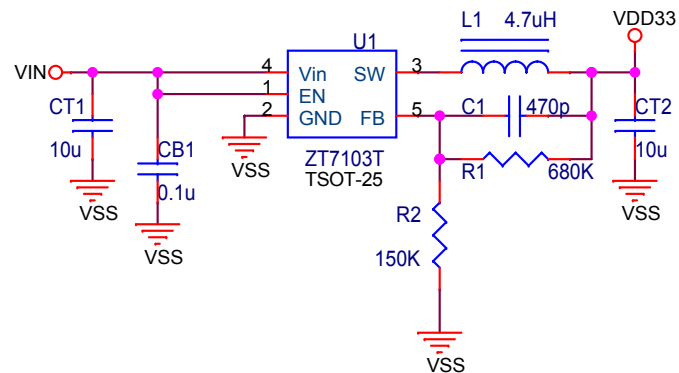 L1 4.7uH
VDD33
U1
VIN
4 Vin SW 3
1 EN
2 GND FB 5
CT1
10u
C1 470p
CT2
10u
VSS
ZT7103T
TSOT-25
CB1
0.1u
R1 680K
VSS
VSS
VSS
R2
150K
VSS